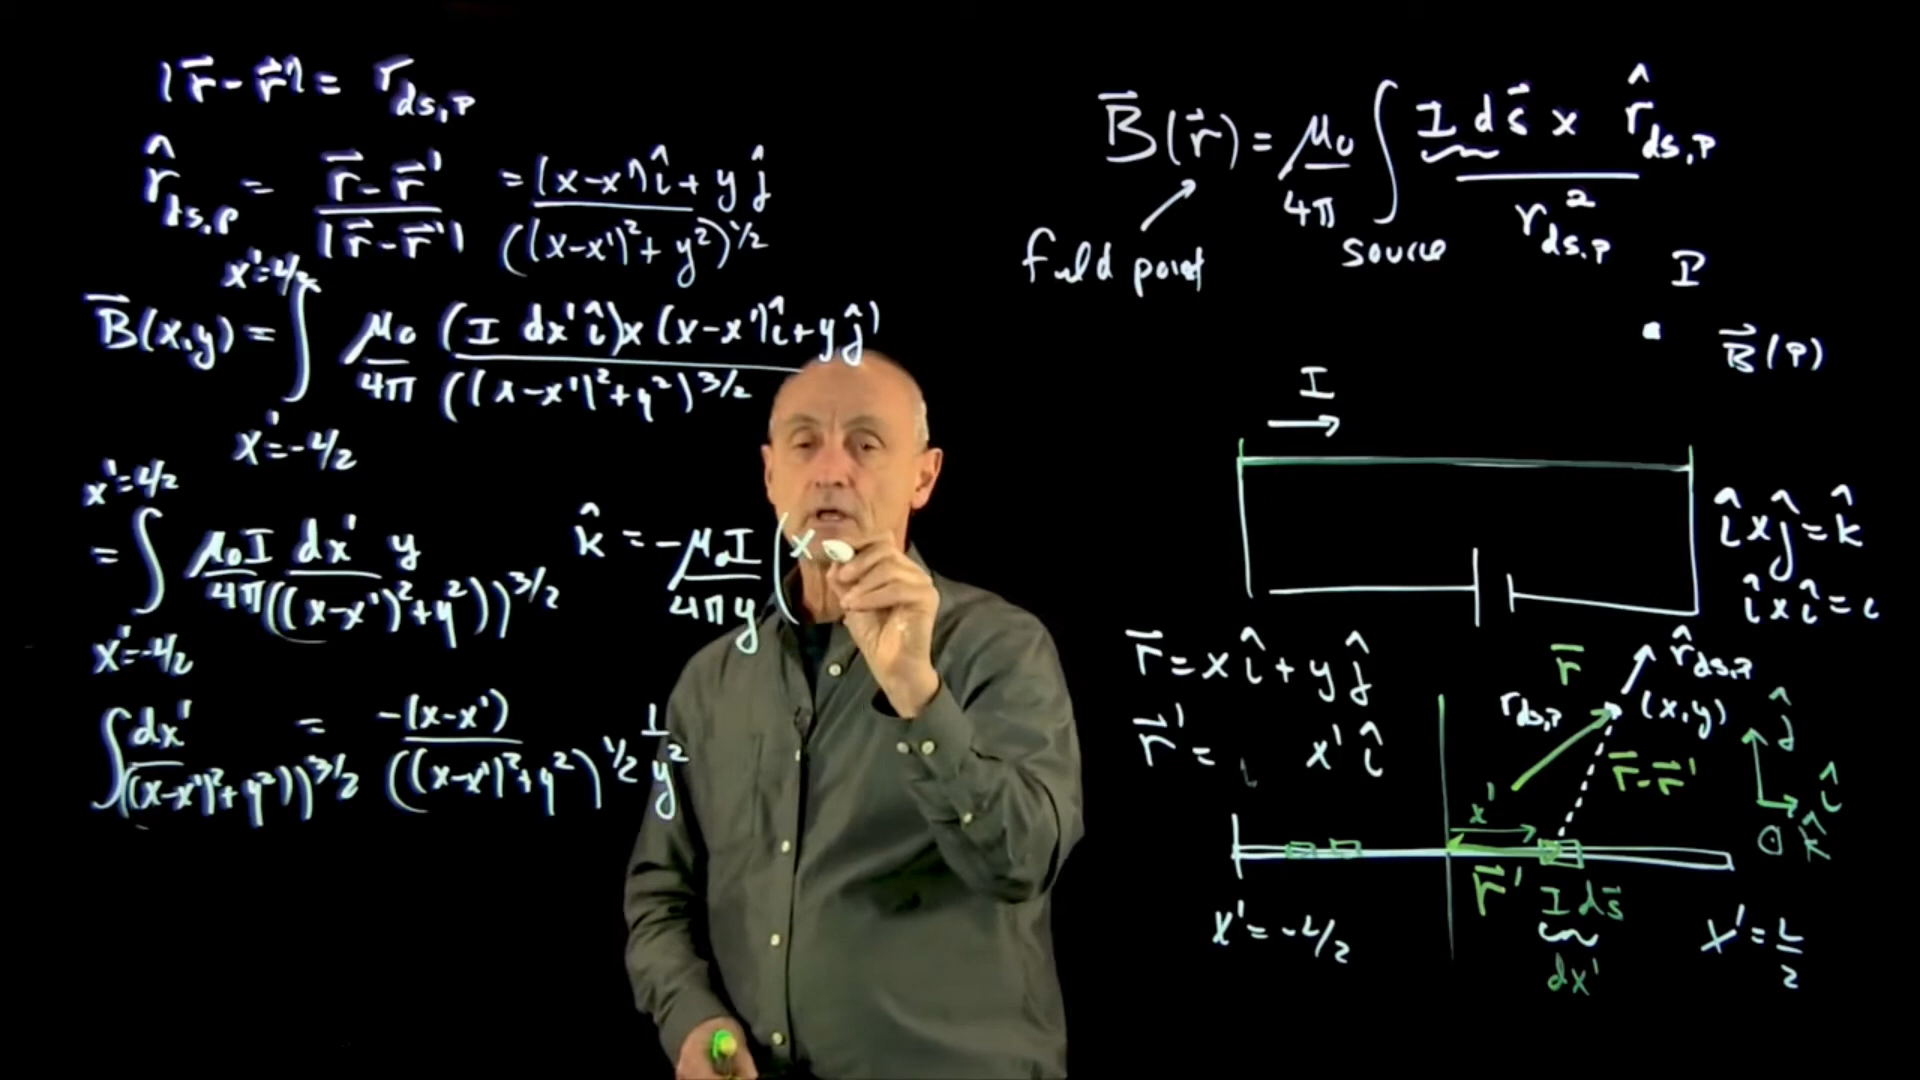 |r⃗ - r⃗'| = r_ds,P
r̂_ds,P = (r⃗ - r⃗') / |r⃗ - r⃗'| = ((x-x')î + y ĵ) / ((x-x')² + y²)^1/2
x'=L/2
B⃗(x,y) = ∫ μ₀/4π (I dx' î) x (x-x')î + y ĵ) / ((x-x')² + y²)^3/2
x'=-L/2
x'=L/2
= ∫ μ₀I/4π dx' y / ((x-x')² + y²))^3/2 k̂ = - μ₀I/4πy (x
x'=-L/2
∫ dx' / ((x-x')² + y²))^3/2 = -(x-x') / ((x-x')² + y²)^1/2 1/y²
B⃗(r⃗) = μ₀/4π ∫ I ds⃗ x r̂_ds,P / r²_ds,P
field point
source
P
B⃗(P)
I
î x ĵ = k̂
î x î =
r⃗ = x î + y ĵ
r⃗' = x' î
r⃗
r̂_ds,P
r_ds,P
(x,y)
r⃗-r⃗'
ĵ
î
k̂
x'
r⃗'
I ds⃗
dx'
x' = -L/2
x' = L/2